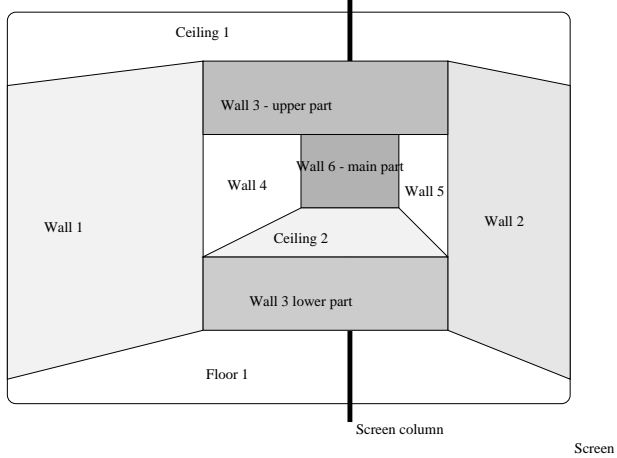 Ceiling 1
Wall 3 - upper part
Wall 6 - main part
Wall 4
Wall 5
Wall 1
Wall 2
Ceiling 2
Wall 3 lower part
Floor 1
Screen column
Screen